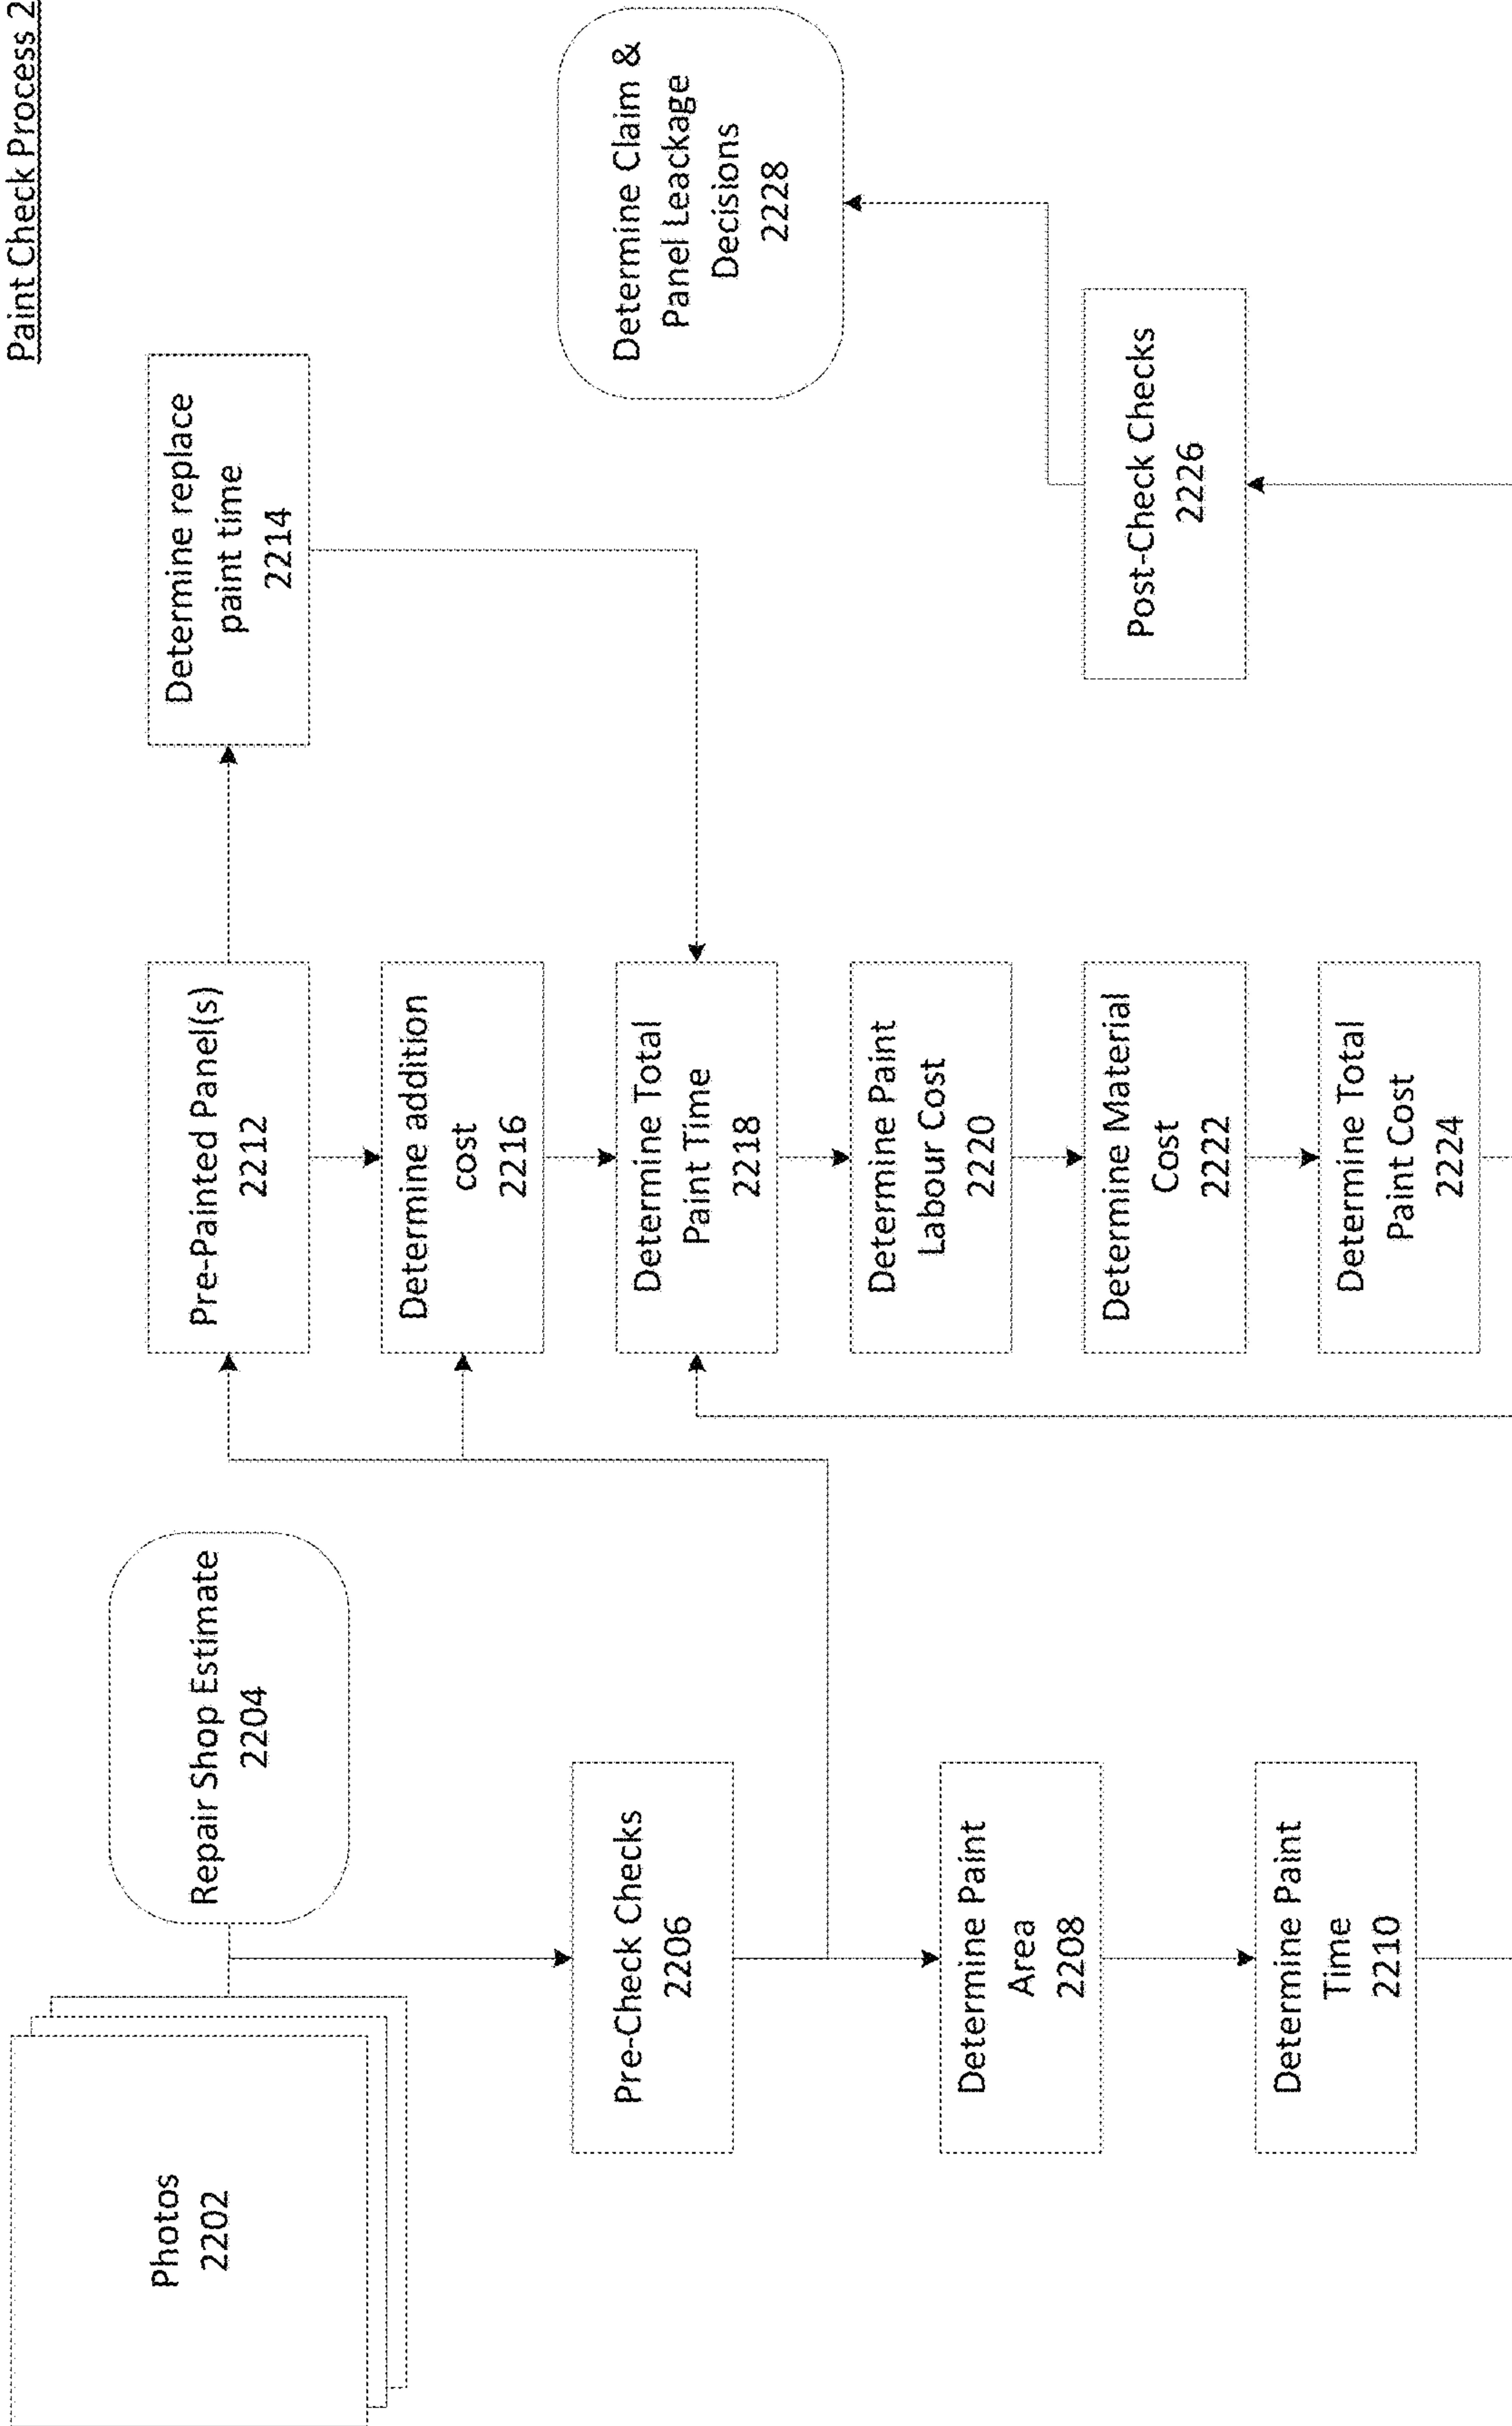 Paint Check Process 2
Photos
2202
Repair Shop Estimate
2204
Pre-Check Checks
2206
Determine Paint
Area
2208
Determine Paint
Time
2210
Pre-Painted Panel(s)
2212
Determine replace
paint time
2214
Determine addition
cost
2216
Determine Total
Paint Time
2218
Determine Paint
Labour Cost
2220
Determine Material
Cost
2222
Determine Total
Paint Cost
2224
Post-Check Checks
2226
Determine Claim &
Panel Leackage
Decisions
2228